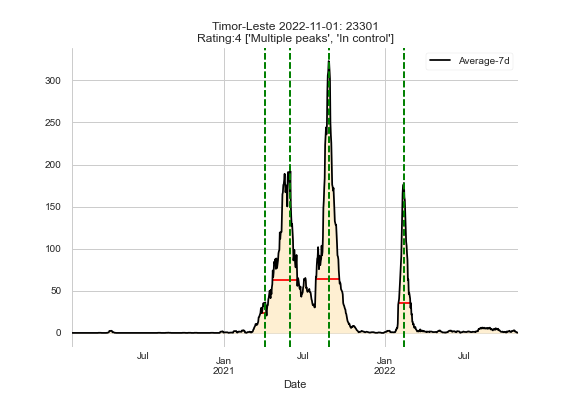 Timor-Leste 2022-11-01: 23301
Rating:4 ['Multiple peaks', 'In control']
Average-7d
300
250
200
150
100
50
0
Jul
Jan
2021
Jul
Jan
2022
Jul
Date